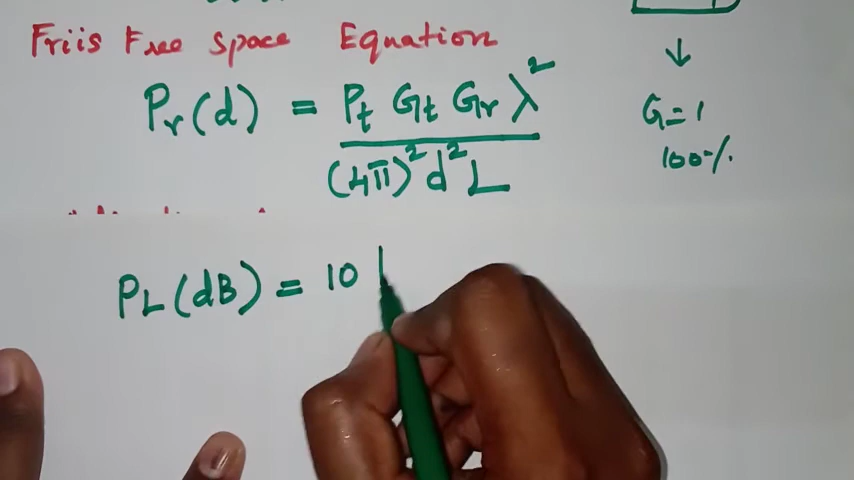 Friis Free space Equation
Pr(d) = Pt Gt Gr λ²
(4π)² d² L
G = 1
100%
PL(dB) = 10 l